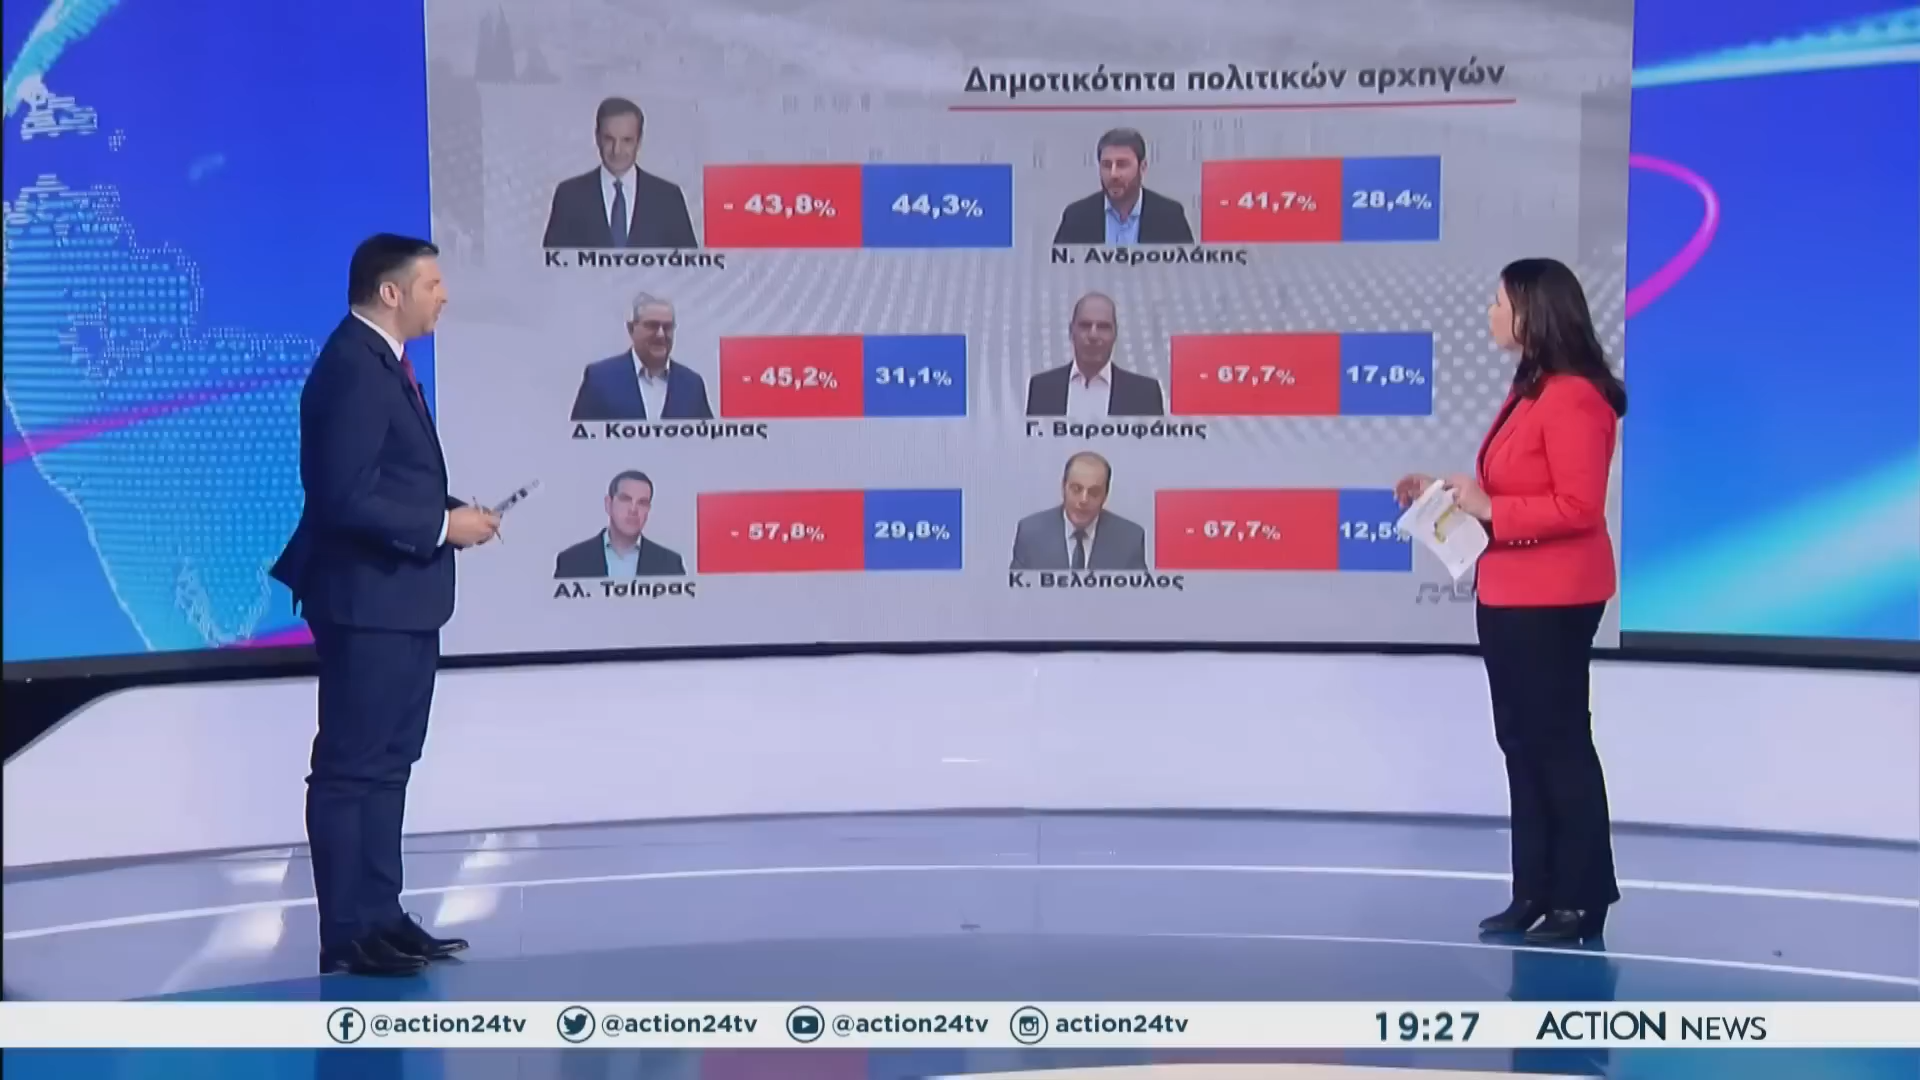 Δημοτικότητα πολιτικών αρχηγών
- 43,8% 44,3%
Κ. Μητσοτάκης
- 41,7% 28,4%
Ν. Ανδρουλάκης
- 45,2% 31,1%
Δ. Κουτσούμπας
- 67,7% 17,8%
Γ. Βαρουφάκης
- 57,8% 29,8%
Αλ. Τσίπρας
- 67,7% 12,5%
Κ. Βελόπουλος
@action24tv @action24tv @action24tv action24tv 19:27 ACTION NEWS